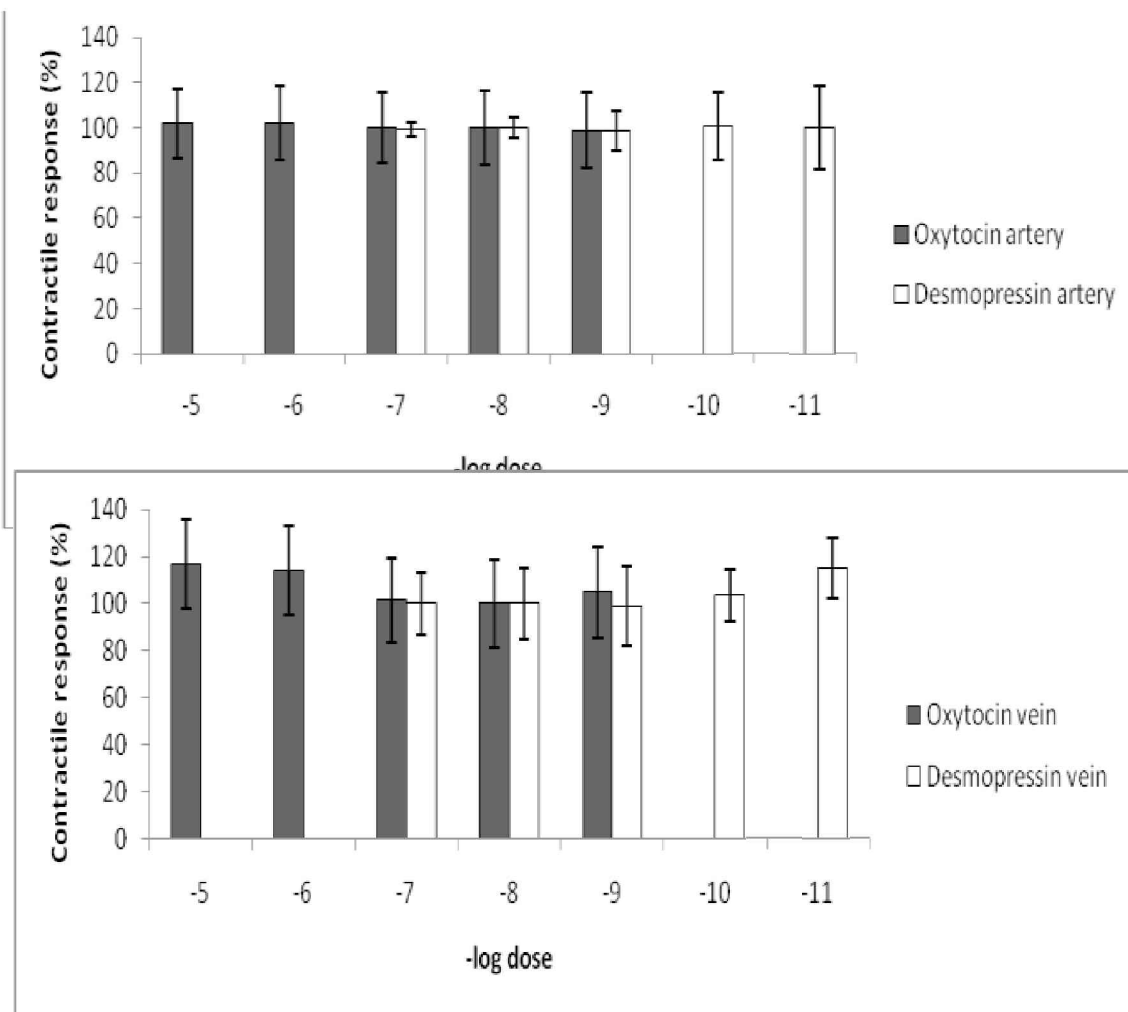 140
120
100
80
60
40
20
0
Contractile response (%)
-5 -6 -7 -8 -9 -10 -11
-log dose
Oxytocin artery
Desmopressin artery
140
120
100
80
60
40
20
0
Contractile response (%)
-5 -6 -7 -8 -9 -10 -11
-log dose
Oxytocin vein
Desmopressin vein